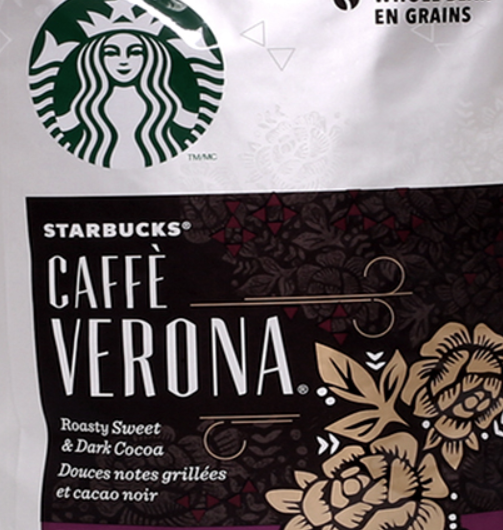 EN GRAINS
TM/MC
STARBUCKS®
CAFFÈ
VERONA®
Roasty Sweet
& Dark Cocoa
Douces notes grillées
et cacao noir